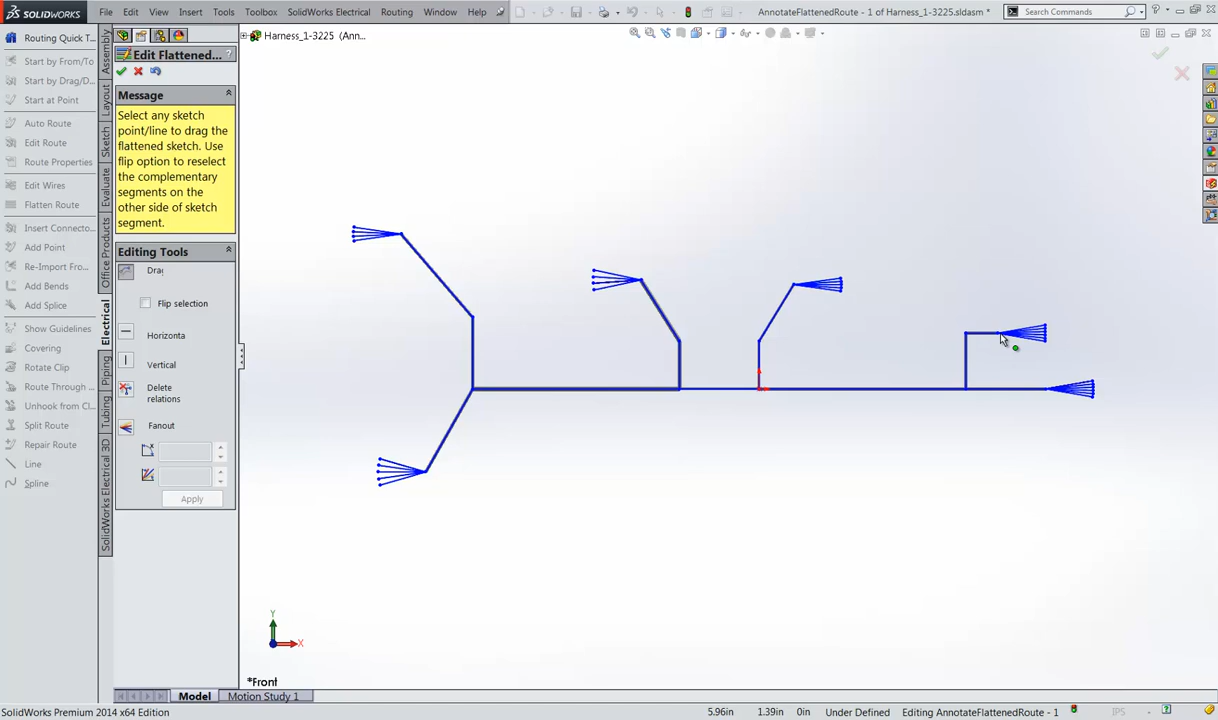 SOLIDWORKS File Edit View Insert Tools Toolbox SolidWorks Electrical Routing Window Help AnnotateFlattenedRoute - 1 of Harness_1-3225.sldasm * Search Commands
Routing Quick T...
Start by From/To
Start by Drag/D...
Start at Point
Auto Route
Edit Route
Route Properties
Edit Wires
Flatten Route
Insert Connecto...
Add Point
Re-Import Fro...
Add Bends
Add Splice
Show Guidelines
Covering
Rotate Clip
Route Through ...
Unhook from Cl...
Split Route
Repair Route
Line
Spline
Assembly
Layout
Sketch
Evaluate
Office Products
Electrical
Piping
Tubing
SolidWorks Electrical 3D
Edit Flattened... ?
Message
Select any sketch
point/line to drag the
flattened sketch. Use
flip option to reselect
the complementary
segments on the
other side of sketch
segment.
Editing Tools
Drag
Flip selection
Horizonta
Vertical
Delete
relations
Fanout
Apply
Harness_1-3225 (Ann...
Y
X
*Front
Model Motion Study 1
SolidWorks Premium 2014 x64 Edition 5.96in 1.39in 0in Under Defined Editing AnnotateFlattenedRoute - 1 IPS